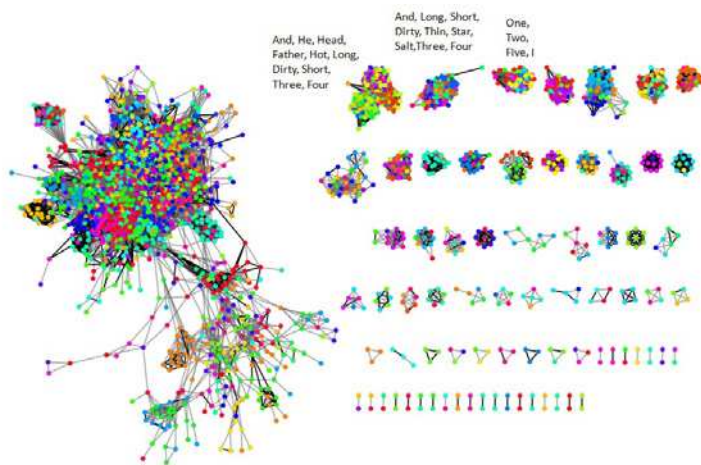 And, He, Head,
Father, Hot, Long,
Dirty, Short,
Three, Four
And, Long, Short,
Dirty, Thin, Star,
Salt,Three, Four
One,
Two,
Five, I